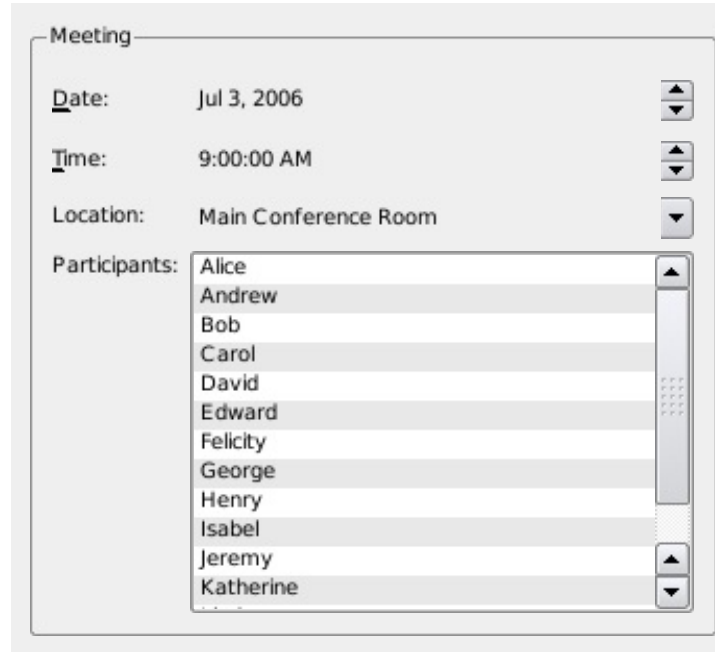 Meeting
Date: Jul 3, 2006
Time: 9:00:00 AM
Location: Main Conference Room
Participants: Alice
Andrew
Bob
Carol
David
Edward
Felicity
George
Henry
Isabel
Jeremy
Katherine